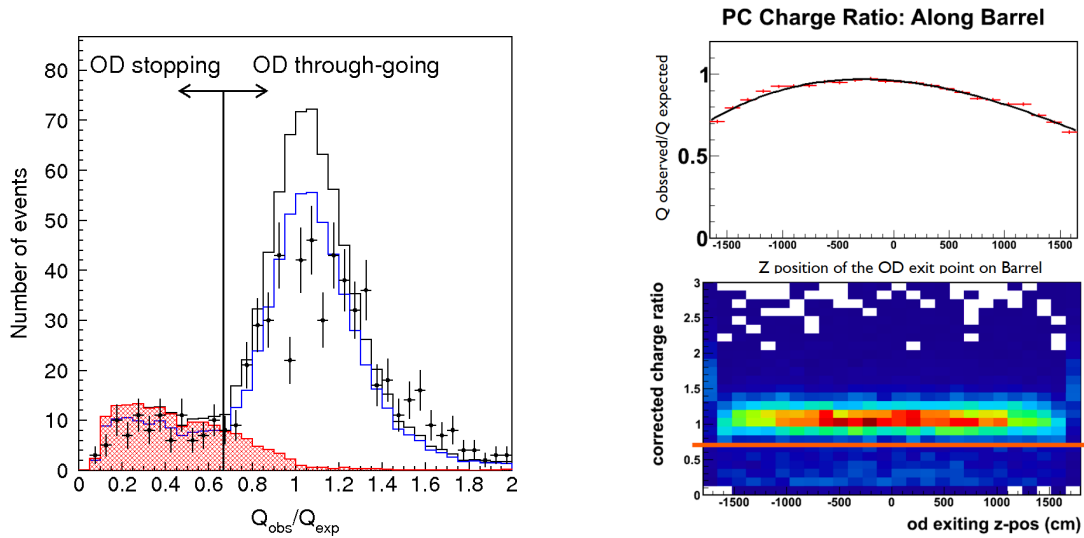 OD stopping
OD through-going
Number of events
80
70
60
50
40
30
20
10
0
0 0.2 0.4 0.6 0.8 1 1.2 1.4 1.6 1.8 2
Qobs/Qexp
PC Charge Ratio: Along Barrel
Q observed/Q expected
1
0.5
0
-1500 -1000 -500 0 500 1000 1500
Z position of the OD exit point on Barrel
corrected charge ratio
3
2.5
2
1.5
1
0.5
0
-1500 -1000 -500 0 500 1000 1500
od exiting z-pos (cm)